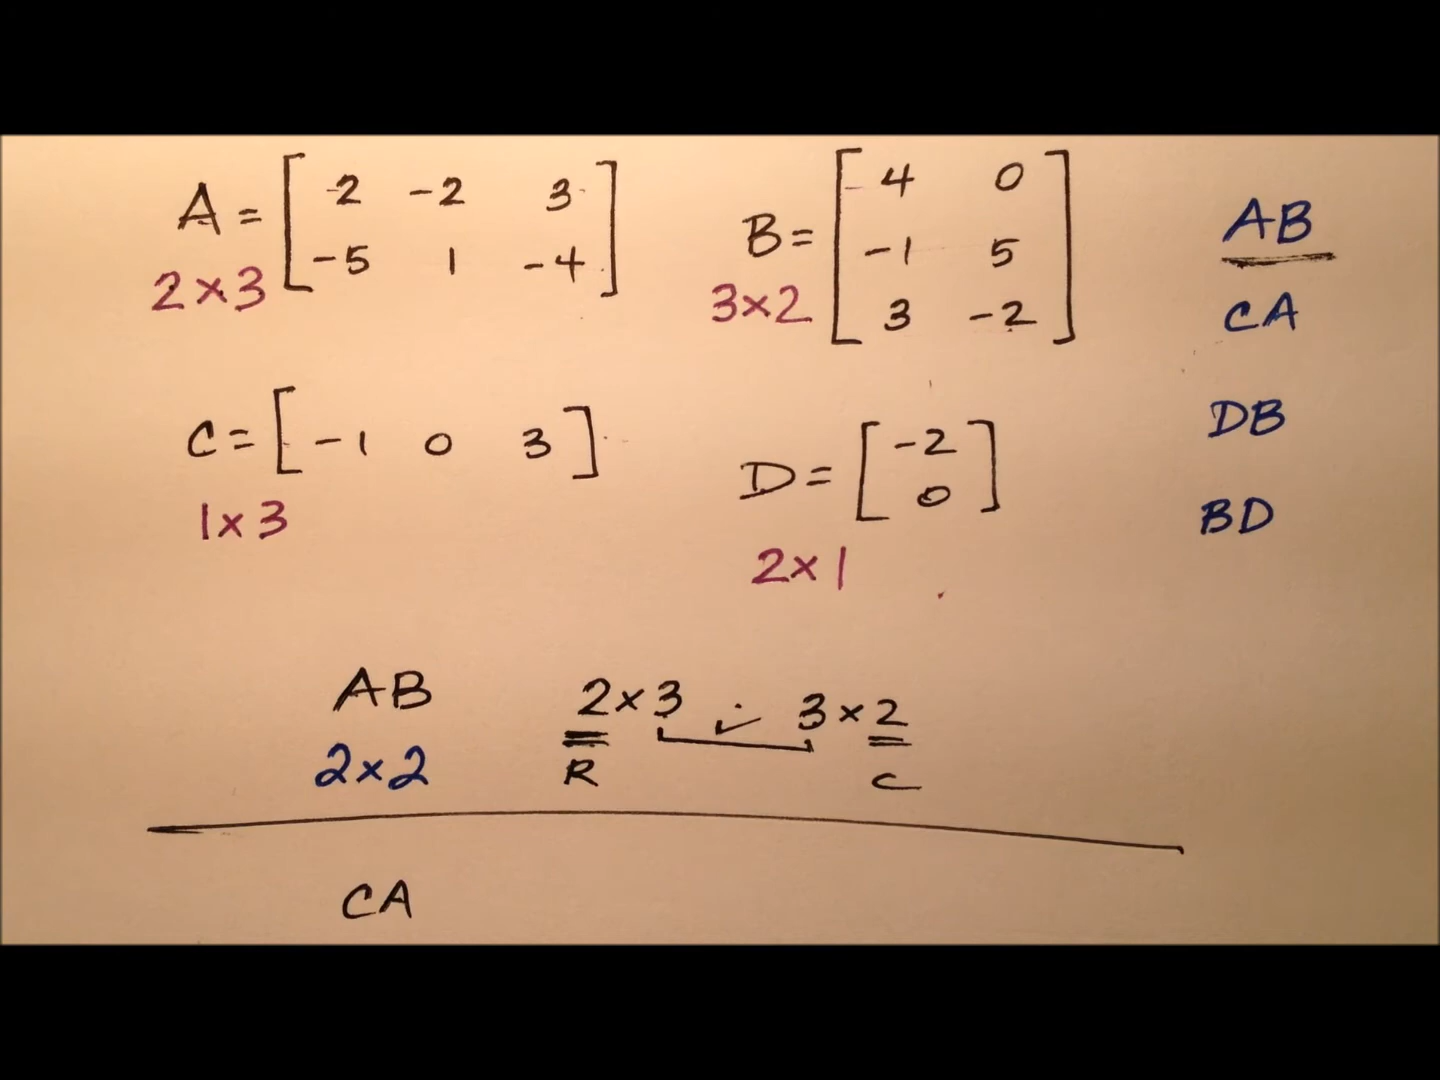 A = [ 2 -2 3
-5 1 -4 ]
2×3
B = [ 4 0
-1 5
3 -2 ]
3×2
AB
CA
DB
BD
C = [ -1 0 3 ]
1×3
D = [ -2
0 ]
2×1
AB 2×3 ✓ 3×2
2×2 R C
CA